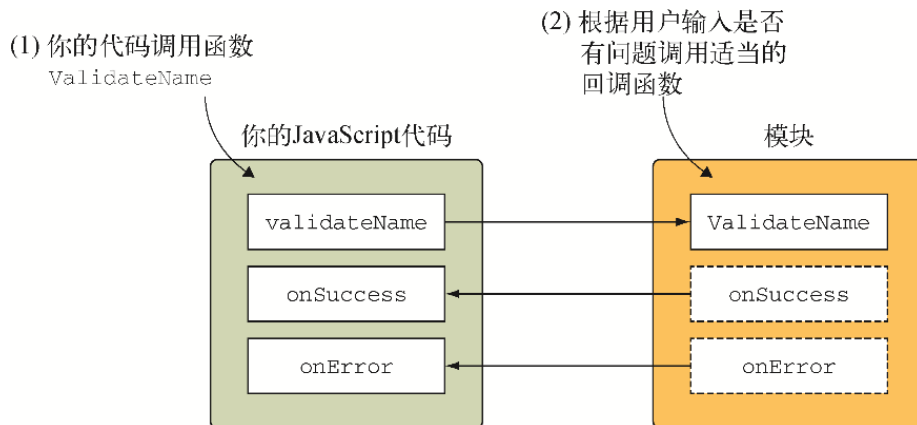 (1) 你的代码调用函数
ValidateName
(2) 根据用户输入是否
有问题调用适当的
回调函数
你的JavaScript代码
模块
validateName
ValidateName
onSuccess
onSuccess
onError
onError